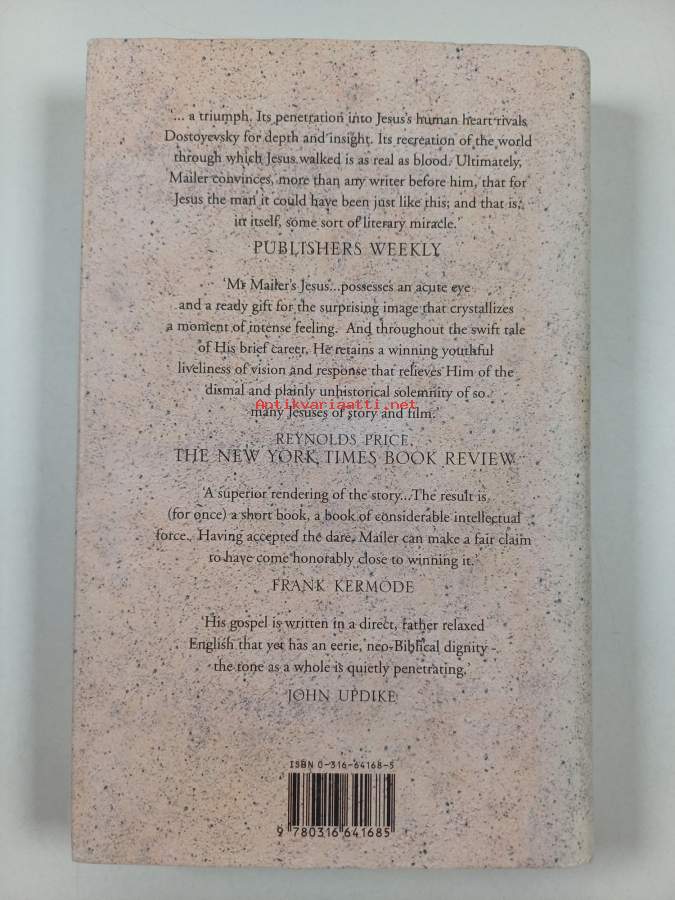 '... a triumph. Its penetration into Jesus's human heart rivals
Dostoyevsky for depth and insight. Its recreation of the world
through which Jesus walked is as real as blood. Ultimately,
Mailer convinces, more than any writer before him, that for
Jesus the man it could have been just like this; and that is,
in itself, some sort of literary miracle.'
PUBLISHERS WEEKLY
'Mr Mailer's Jesus...possesses an acute eye
and a ready gift for the surprising image that crystallizes
a moment of intense feeling. And throughout the swift tale
of His brief career, He retains a winning youthful
liveliness of vision and response that relieves Him of the
dismal and plainly unhistorical solemnity of so
Antikvariaatti.net
many Jesuses of story and film.'
REYNOLDS PRICE,
THE NEW YORK TIMES BOOK REVIEW
'A superior rendering of the story...The result is
(for once) a short book, a book of considerable intellectual
force. Having accepted the dare, Mailer can make a fair claim
to have come honorably close to winning it.'
FRANK KERMODE
'His gospel is written in a direct, rather relaxed
English that yet has an eerie, neo-Biblical dignity -
the tone as a whole is quietly penetrating.'
JOHN UPDIKE
ISBN 0-316-64168-5
9 780316 641685